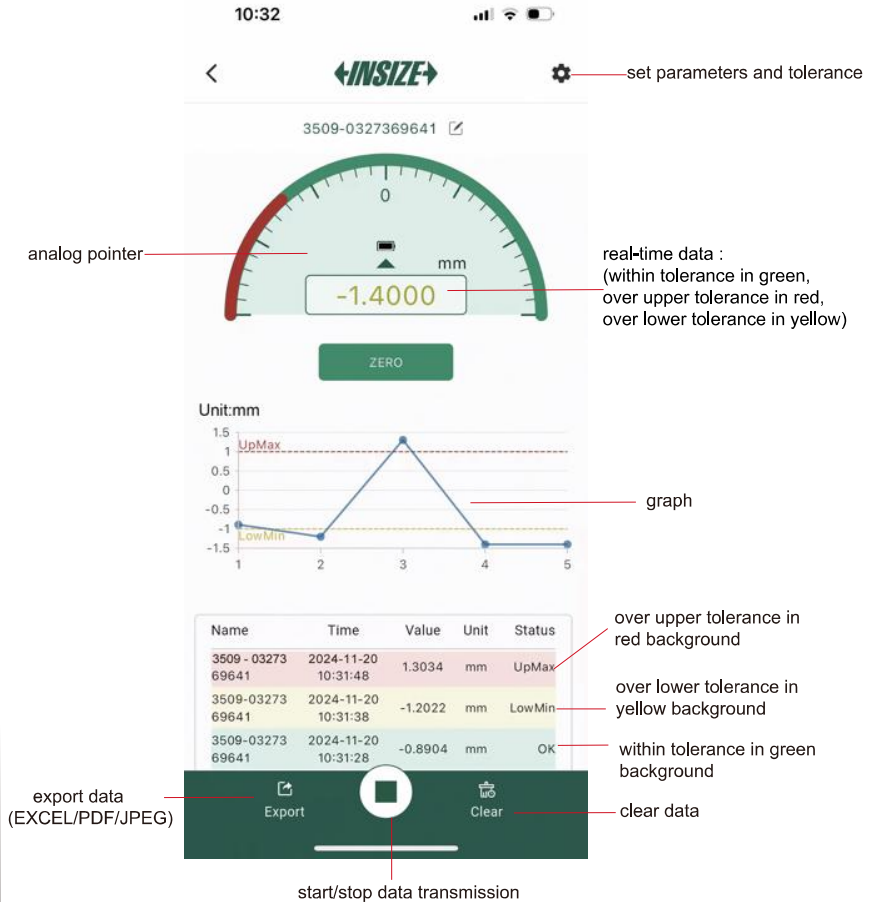 10:32
INSIZE
set parameters and tolerance
3509-0327369641
0
analog pointer
mm
real-time data :
(within tolerance in green,
over upper tolerance in red,
over lower tolerance in yellow)
-1.4000
ZERO
Unit:mm
1.5
UpMax
1
0.5
0
-0.5
-1
LowMin
-1.5
1 2 3 4 5
graph
Name Time Value Unit Status
over upper tolerance in
red background
3509 - 03273
69641
2024-11-20
10:31:48
1.3034 mm UpMax
over lower tolerance in
yellow background
3509-03273
69641
2024-11-20
10:31:38
-1.2022 mm LowMin
within tolerance in green
background
3509-03273
69641
2024-11-20
10:31:28
-0.8904 mm OK
export data
(EXCEL/PDF/JPEG)
Export
Clear
clear data
start/stop data transmission